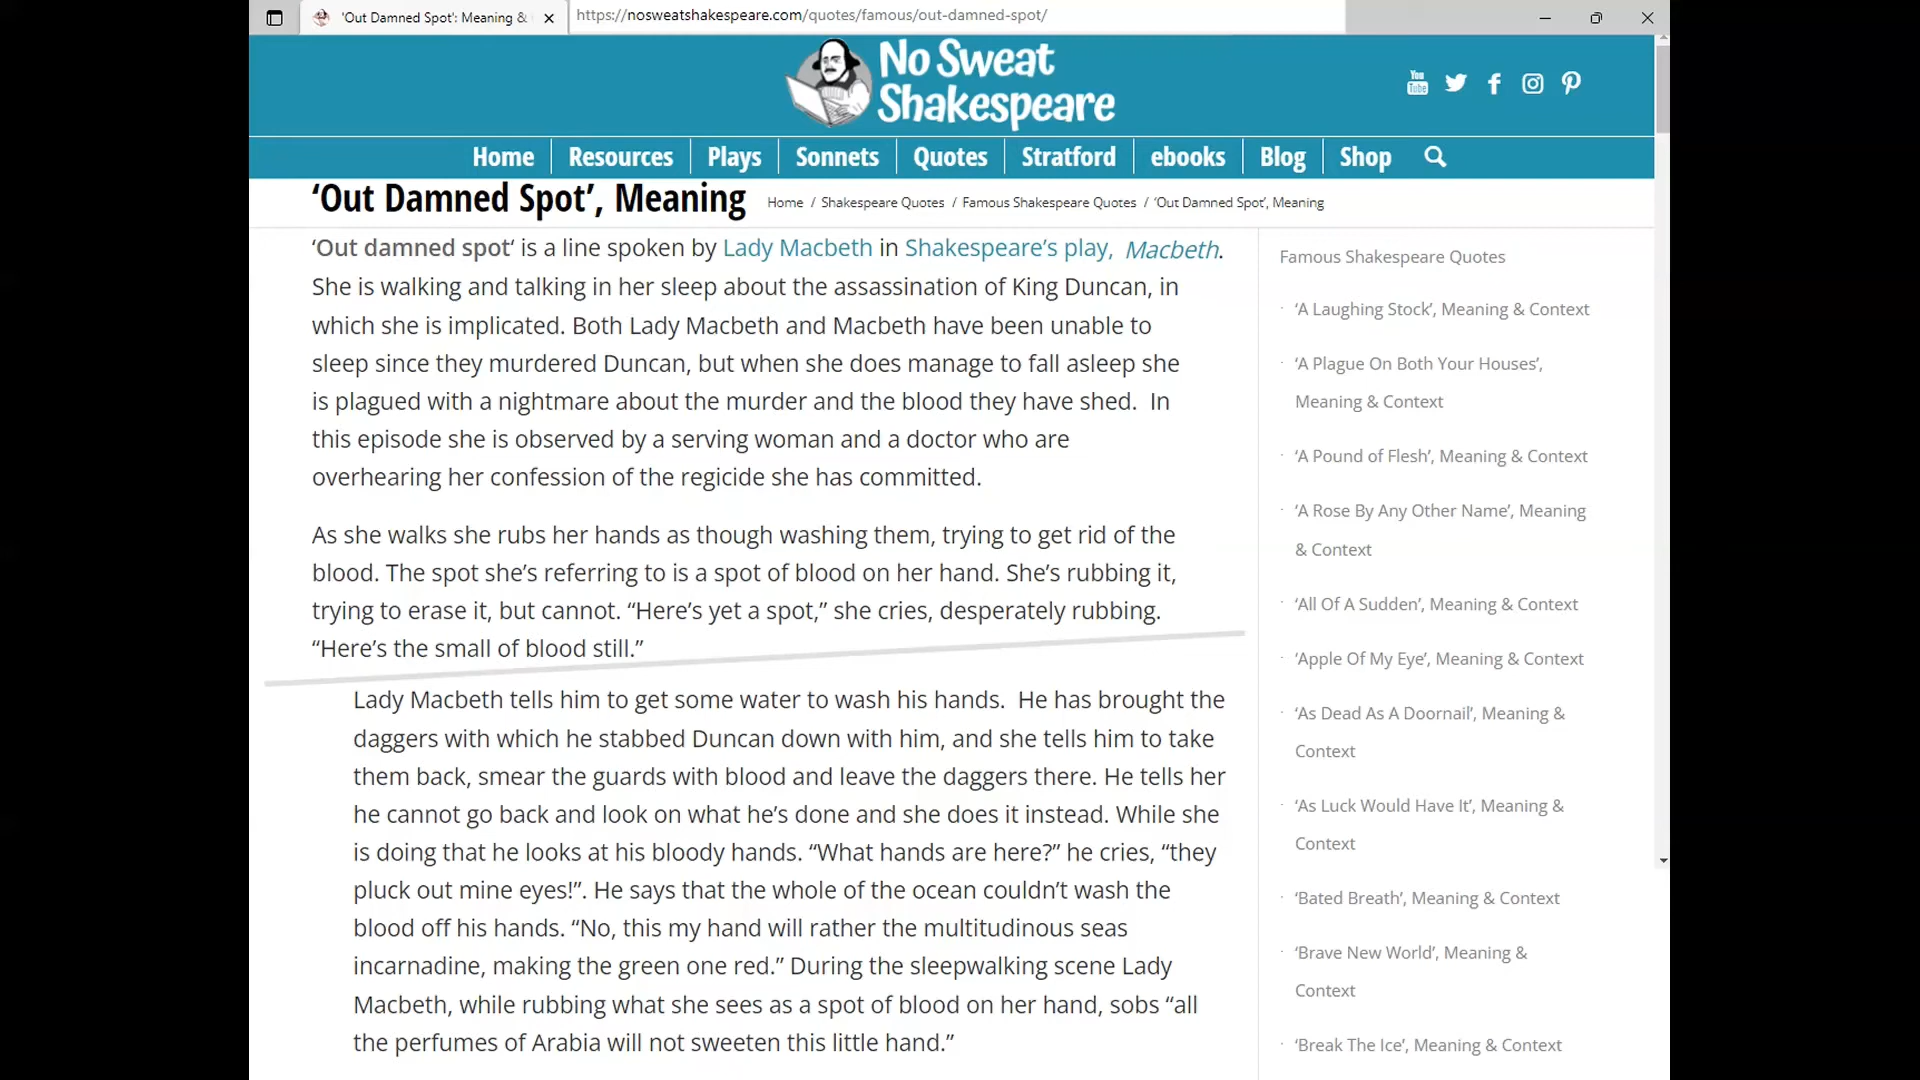 'Out Damned Spot': Meaning &
https://nosweatshakespeare.com/quotes/famous/out-damned-spot/
No Sweat
Shakespeare
You
Tube
Home
Resources
Plays
Sonnets
Quotes
Stratford
ebooks
Blog
Shop
‘Out Damned Spot’, Meaning
Home / Shakespeare Quotes / Famous Shakespeare Quotes / ‘Out Damned Spot’, Meaning
‘Out damned spot‘ is a line spoken by Lady Macbeth in Shakespeare’s play, Macbeth.
She is walking and talking in her sleep about the assassination of King Duncan, in
which she is implicated. Both Lady Macbeth and Macbeth have been unable to
sleep since they murdered Duncan, but when she does manage to fall asleep she
is plagued with a nightmare about the murder and the blood they have shed.  In
this episode she is observed by a serving woman and a doctor who are
overhearing her confession of the regicide she has committed.
As she walks she rubs her hands as though washing them, trying to get rid of the
blood. The spot she’s referring to is a spot of blood on her hand. She’s rubbing it,
trying to erase it, but cannot. “Here’s yet a spot,” she cries, desperately rubbing.
“Here’s the small of blood still.”
Lady Macbeth tells him to get some water to wash his hands.  He has brought the
daggers with which he stabbed Duncan down with him, and she tells him to take
them back, smear the guards with blood and leave the daggers there. He tells her
he cannot go back and look on what he’s done and she does it instead. While she
is doing that he looks at his bloody hands. “What hands are here?” he cries, “they
pluck out mine eyes!”. He says that the whole of the ocean couldn’t wash the
blood off his hands. “No, this my hand will rather the multitudinous seas
incarnadine, making the green one red.” During the sleepwalking scene Lady
Macbeth, while rubbing what she sees as a spot of blood on her hand, sobs “all
the perfumes of Arabia will not sweeten this little hand.”
Famous Shakespeare Quotes
‘A Laughing Stock’, Meaning & Context
‘A Plague On Both Your Houses’,
Meaning & Context
‘A Pound of Flesh’, Meaning & Context
‘A Rose By Any Other Name’, Meaning
& Context
‘All Of A Sudden’, Meaning & Context
‘Apple Of My Eye’, Meaning & Context
‘As Dead As A Doornail’, Meaning &
Context
‘As Luck Would Have It’, Meaning &
Context
‘Bated Breath’, Meaning & Context
‘Brave New World’, Meaning &
Context
‘Break The Ice’, Meaning & Context